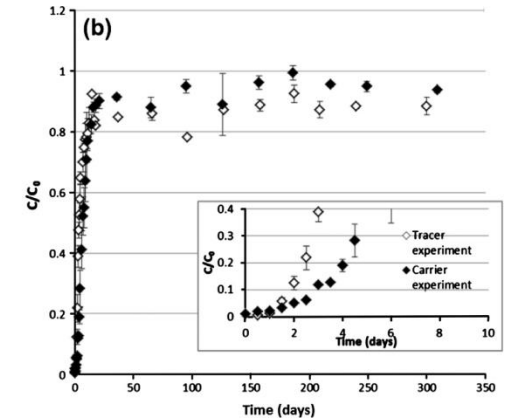 (b)
1.2
1
0.8
0.6
0.4
0.2
0
C/C0
0 50 100 150 200 250 300 350
Time (days)
0.4
0.3
0.2
0.1
0
C/C0
0 2 4 6 8 10
Time (days)
Tracer
experiment
Carrier
experiment